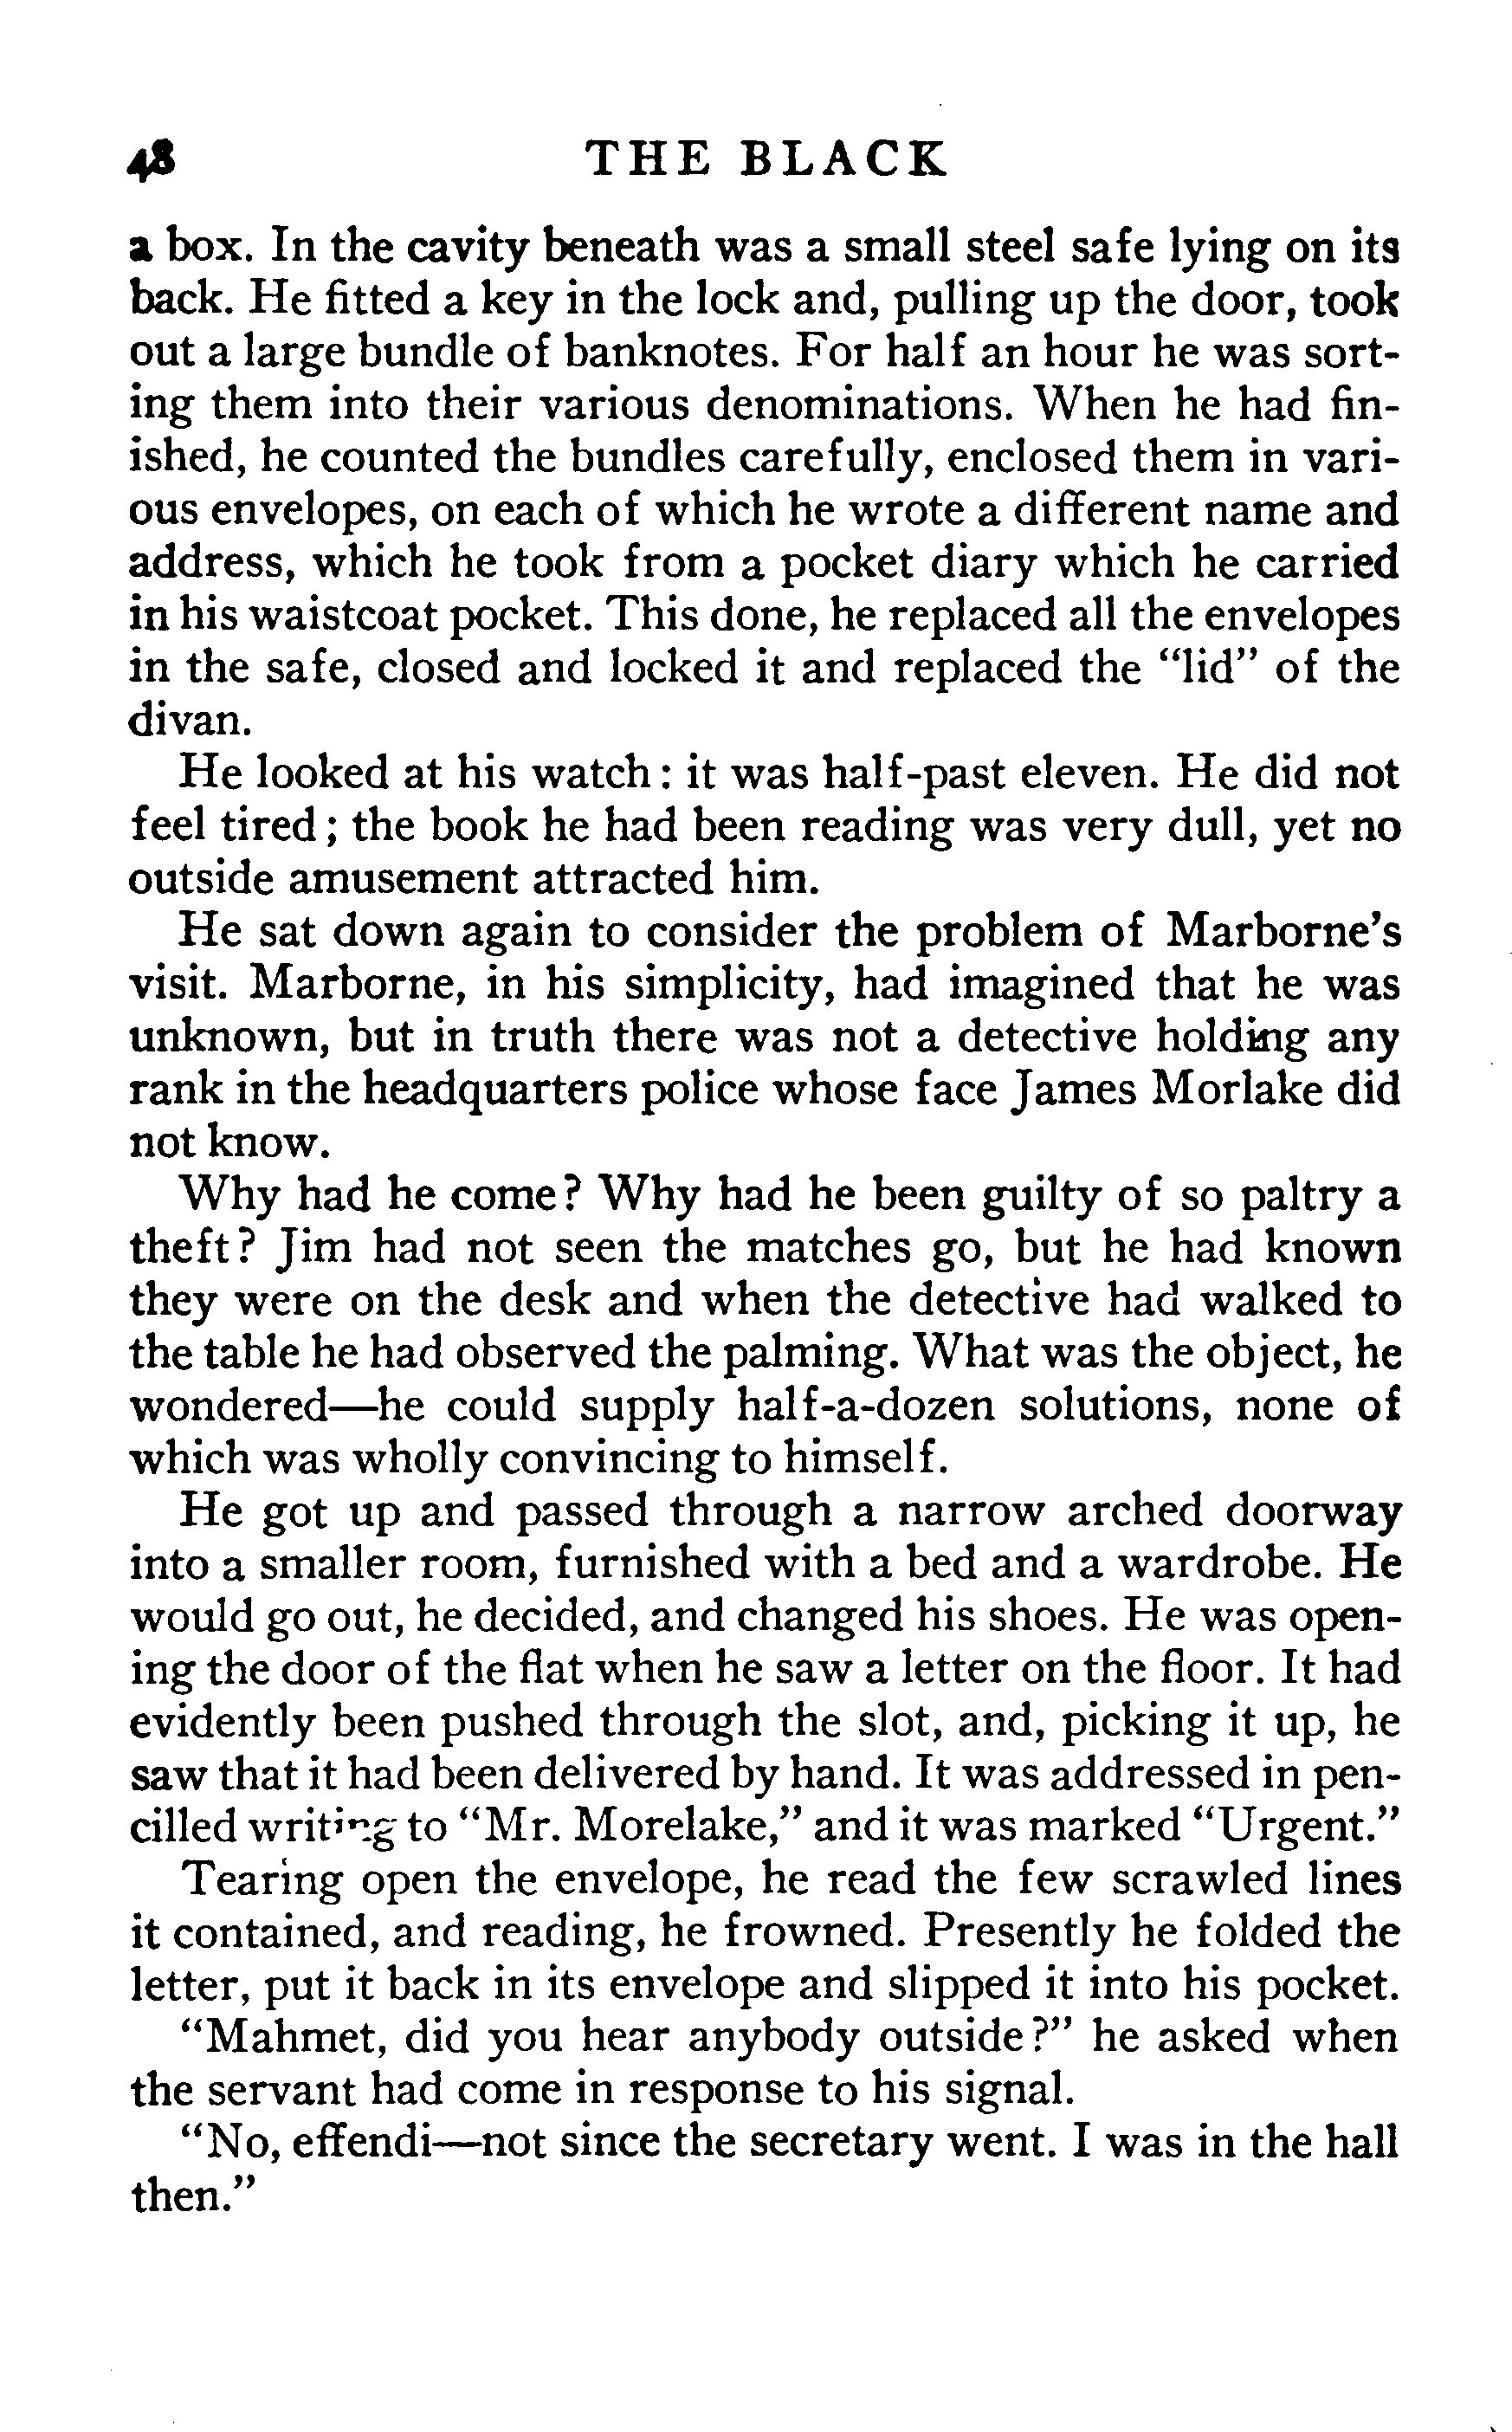 48 THE BLACK
a box. In the cavity beneath was a small steel safe lying on its
back. He fitted a key in the lock and, pulling up the door, took
out a large bundle of banknotes. For half an hour he was sort-
ing them into their various denominations. When he had fin-
ished, he counted the bundles carefully, enclosed them in vari-
ous envelopes, on each of which he wrote a different name and
address, which he took from a pocket diary which he carried
in his waistcoat pocket. This done, he replaced all the envelopes
in the safe, closed and locked it and replaced the "lid" of the
divan.
He looked at his watch: it was half-past eleven. He did not
feel tired; the book he had been reading was very dull, yet no
outside amusement attracted him.
He sat down again to consider the problem of Marborne's
visit. Marborne, in his simplicity, had imagined that he was
unknown, but in truth there was not a detective holding any
rank in the headquarters police whose face James Morlake did
not know.
Why had he come? Why had he been guilty of so paltry a
theft? Jim had not seen the matches go, but he had known
they were on the desk and when the detective had walked to
the table he had observed the palming. What was the object, he
wondered—he could supply half-a-dozen solutions, none of
which was wholly convincing to himself.
He got up and passed through a narrow arched doorway
into a smaller room, furnished with a bed and a wardrobe. He
would go out, he decided, and changed his shoes. He was open-
ing the door of the flat when he saw a letter on the floor. It had
evidently been pushed through the slot, and, picking it up, he
saw that it had been delivered by hand. It was addressed in pen-
cilled writing to "Mr. Morelake," and it was marked "Urgent."
Tearing open the envelope, he read the few scrawled lines
it contained, and reading, he frowned. Presently he folded the
letter, put it back in its envelope and slipped it into his pocket.
"Mahmet, did you hear anybody outside?" he asked when
the servant had come in response to his signal.
"No, effendi—not since the secretary went. I was in the hall
then."